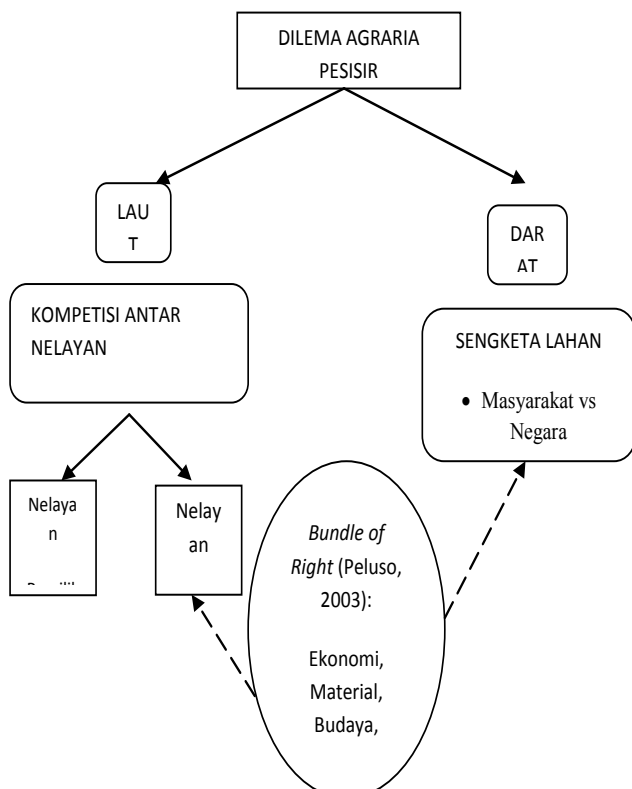 DILEMA AGRARIA
PESISIR
LAU
T
DAR
AT
KOMPETISI ANTAR
NELAYAN
SENGKETA LAHAN
• Masyarakat vs
Negara
Nelaya
n
Nelay
an
Bundle of
Right (Peluso,
2003):
Ekonomi,
Material,
Budaya,